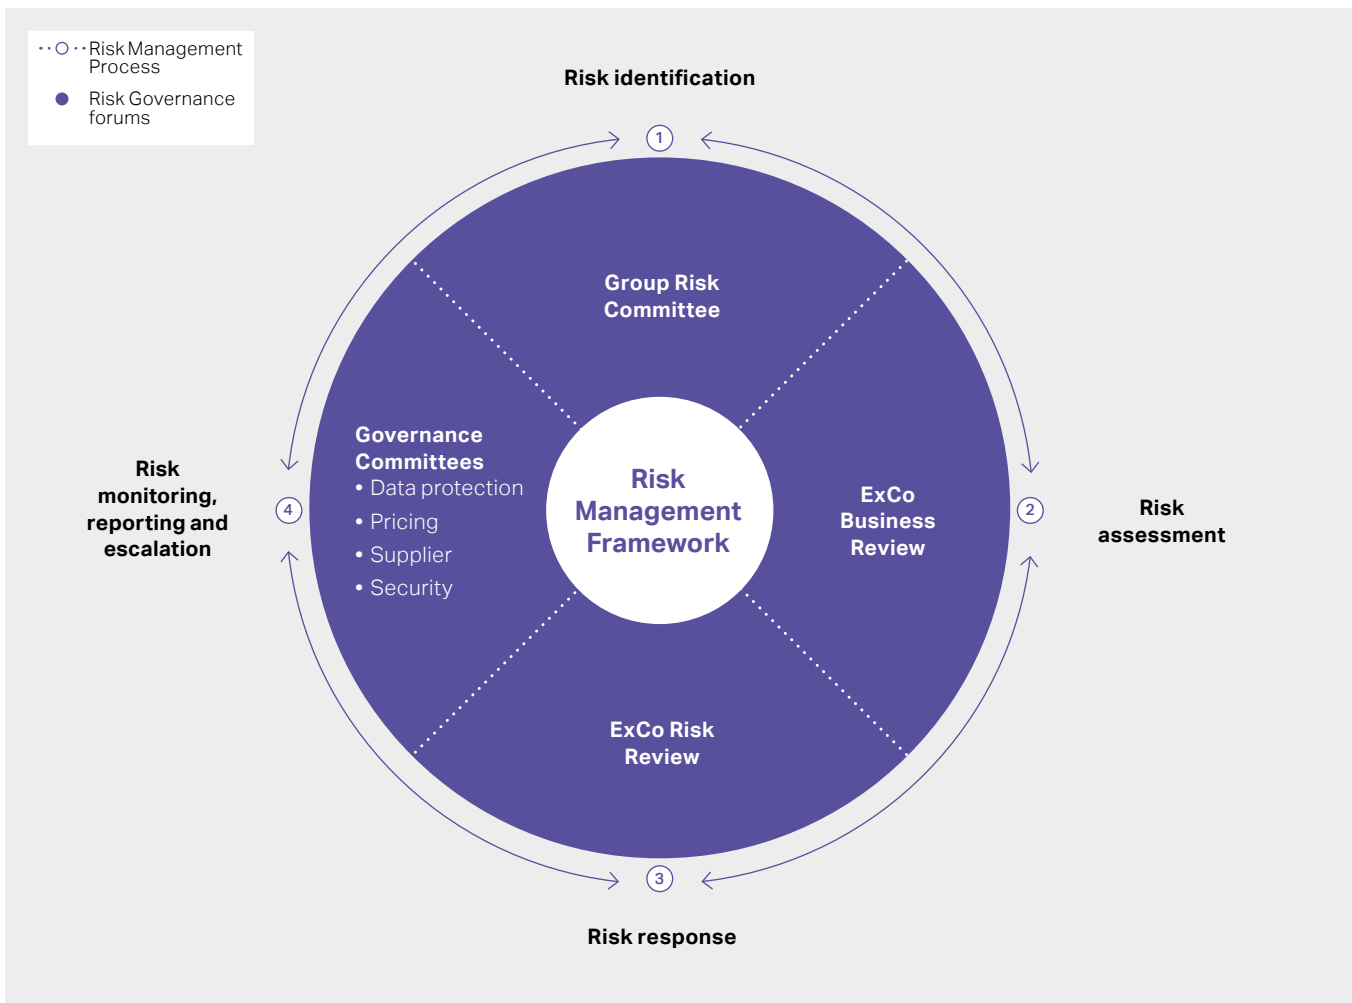 Risk Management
Process
Risk Governance
forums
Risk identification
1
Group Risk
Committee
Governance
Committees
• Data protection
• Pricing
• Supplier
• Security
Risk
Management
Framework
ExCo
Business
Review
2
Risk
assessment
Risk
monitoring,
reporting and
escalation
4
ExCo Risk
Review
3
Risk response